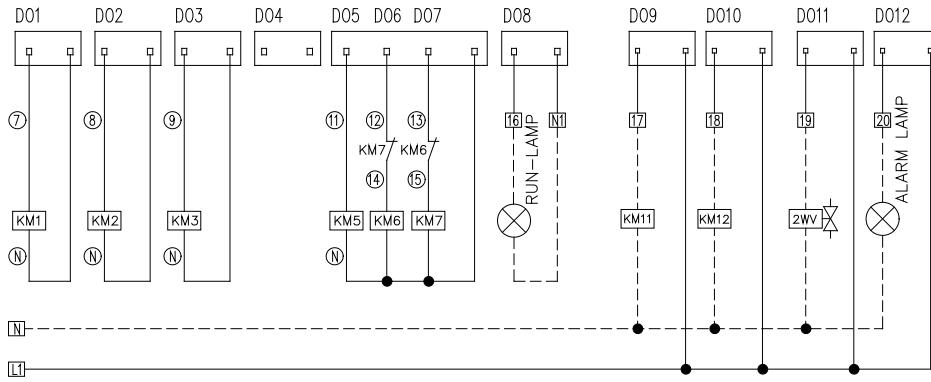 DO1 DO2 DO3 DO4 DO5 DO6 DO7 DO8 DO9 DO10 DO11 DO12
7 8 9 11 12 13 16 N1 17 18 19 20
KM7 KM6
14 15
RUN-LAMP
ALARM LAMP
KM1 KM2 KM3 KM5 KM6 KM7 KM11 KM12 2WV
N N N N
N
L1